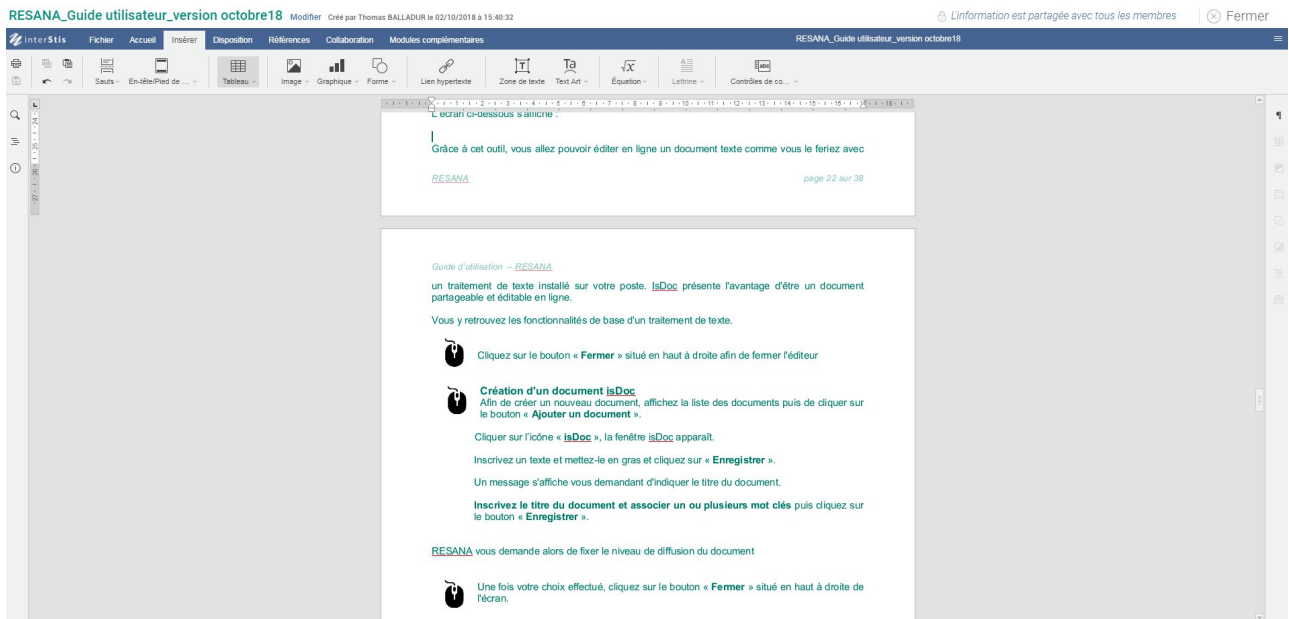 RESANA_Guide utilisateur_version octobre18 Modifier Créé par Thomas BALLADUR le 02/10/2018 à 15:40:32 L'information est partagée avec tous les membres Fermer
interStis Fichier Accueil Insérer Disposition Références Collaboration Modules complémentaires RESANA_Guide utilisateur_version octobre18
Sauts En-tête/Pied de ... Tableau Image Graphique Forme Lien hypertexte Zone de texte Text Art Équation Lettrine Contrôles de co...
L'écran ci-dessous s'affiche :
Grâce à cet outil, vous allez pouvoir éditer en ligne un document texte comme vous le feriez avec
RESANA page 22 sur 38
Guide d'utilisation – RESANA
un traitement de texte installé sur votre poste. IsDoc présente l'avantage d'être un document
partageable et éditable en ligne.
Vous y retrouvez les fonctionnalités de base d'un traitement de texte.
Cliquez sur le bouton « Fermer » situé en haut à droite afin de fermer l'éditeur
Création d'un document isDoc
Afin de créer un nouveau document, affichez la liste des documents puis de cliquer sur
le bouton « Ajouter un document ».
Cliquer sur l'icône « isDoc », la fenêtre isDoc apparaît.
Inscrivez un texte et mettez-le en gras et cliquez sur « Enregistrer ».
Un message s'affiche vous demandant d'indiquer le titre du document.
Inscrivez le titre du document et associer un ou plusieurs mot clés puis cliquez sur
le bouton « Enregistrer ».
RESANA vous demande alors de fixer le niveau de diffusion du document
Une fois votre choix effectué, cliquez sur le bouton « Fermer » situé en haut à droite de
l'écran.